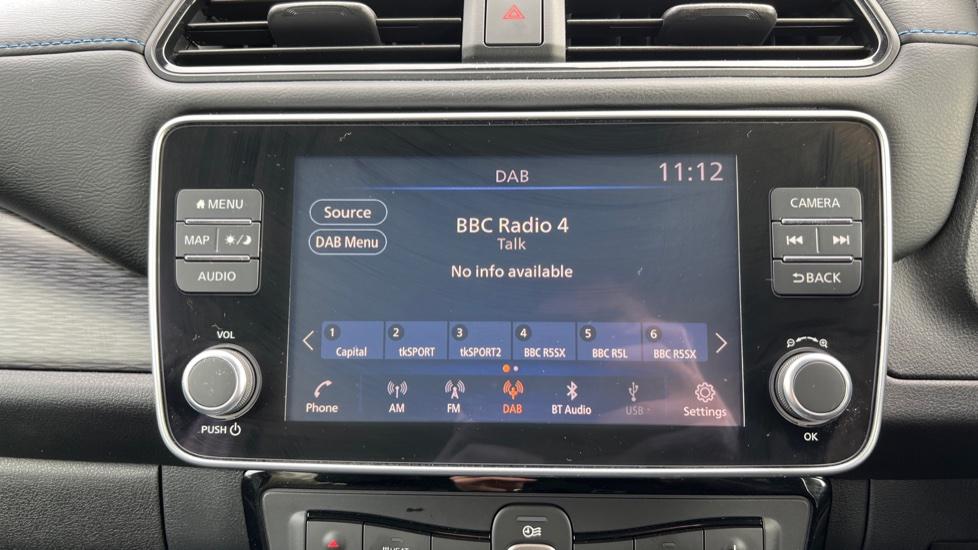 DAB
11:12
MENU
MAP
AUDIO
Source
DAB Menu
BBC Radio 4
Talk
No info available
CAMERA
BACK
VOL
PUSH
1 Capital
2 tkSPORT
3 tkSPORT2
4 BBC R5SX
5 BBC R5L
6 BBC R5SX
Phone
AM
FM
DAB
BT Audio
USB
Settings
OK